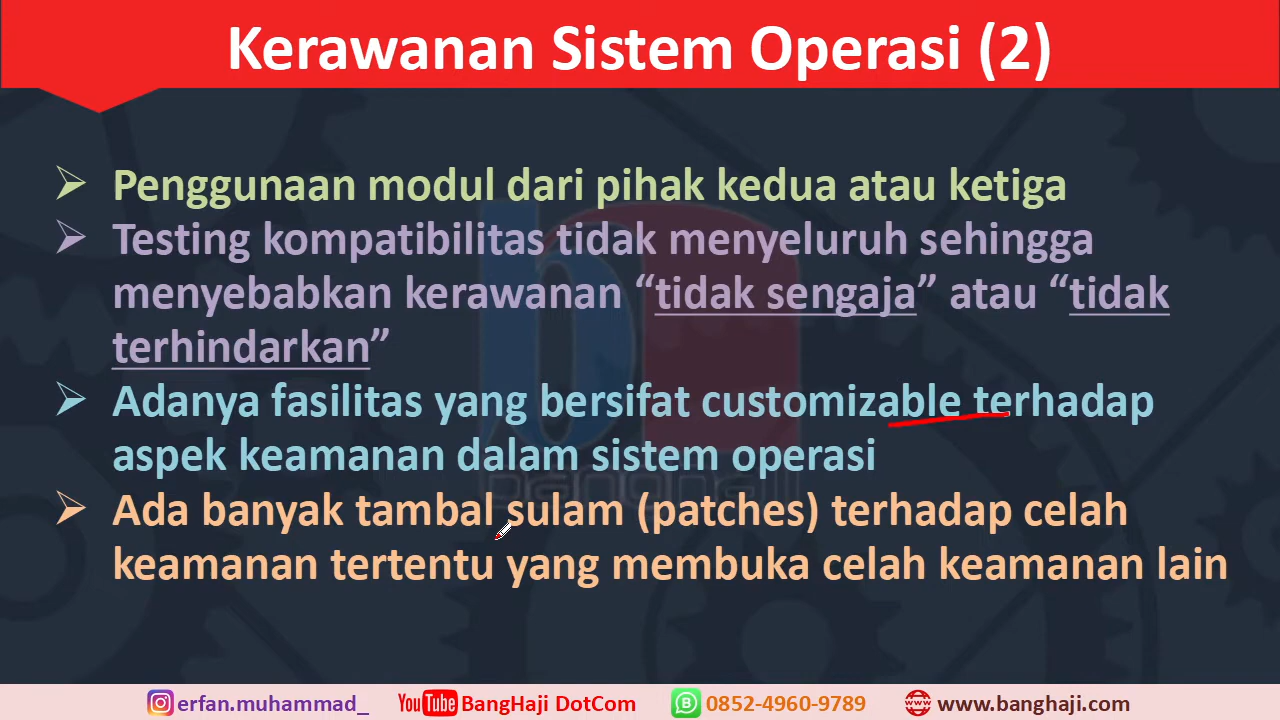 Kerawanan Sistem Operasi (2)
➢ Penggunaan modul dari pihak kedua atau ketiga
➢ Testing kompatibilitas tidak menyeluruh sehingga
menyebabkan kerawanan “tidak sengaja” atau “tidak
terhindarkan”
➢ Adanya fasilitas yang bersifat customizable terhadap
aspek keamanan dalam sistem operasi
➢ Ada banyak tambal sulam (patches) terhadap celah
keamanan tertentu yang membuka celah keamanan lain
erfan.muhammad_ YouTube BangHaji DotCom B 0852-4960-9789 www.banghaji.com